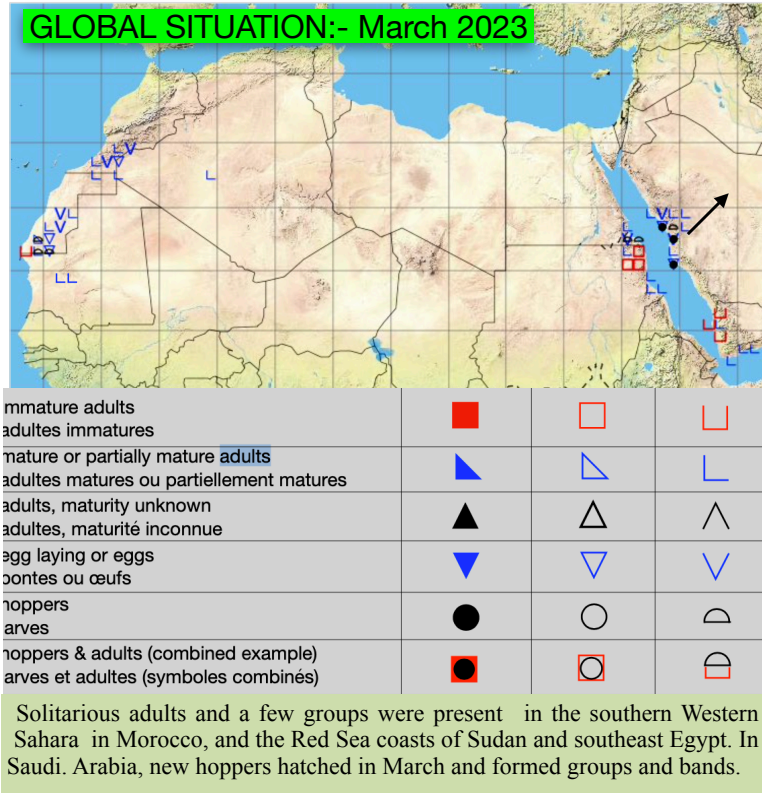 GLOBAL SITUATION:- March 2023
mmature adults
adultes immatures
mature or partially mature adults
adultes matures ou partiellement matures
adults, maturity unknown
adultes, maturité inconnue
egg laying or eggs
pontes ou œufs
hoppers
arves
hoppers & adults (combined example)
arves et adultes (symboles combinés)
Solitarious adults and a few groups were present in the southern Western
Sahara in Morocco, and the Red Sea coasts of Sudan and southeast Egypt. In
Saudi. Arabia, new hoppers hatched in March and formed groups and bands.